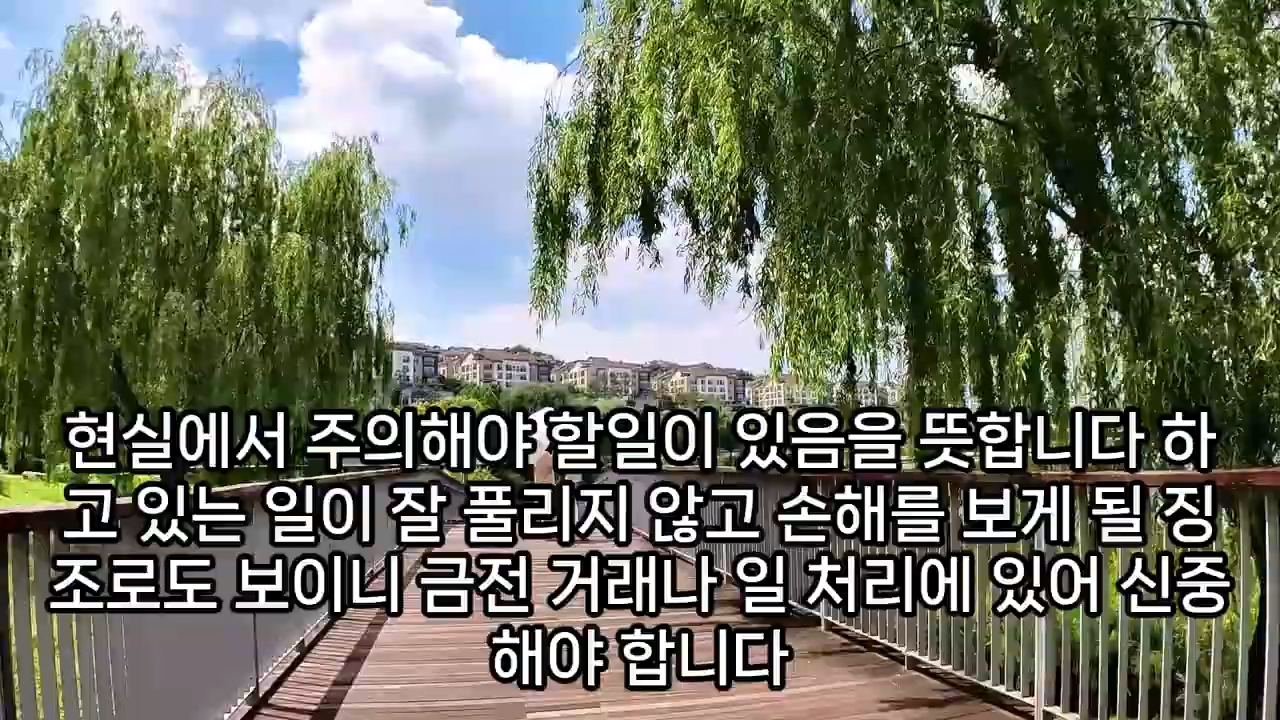 현실에서 주의해야 할일이 있음을 뜻합니다 하
고 있는 일이 잘 풀리지 않고 손해를 보게 될 징
조로도 보이니 금전 거래나 일 처리에 있어 신중
해야 합니다